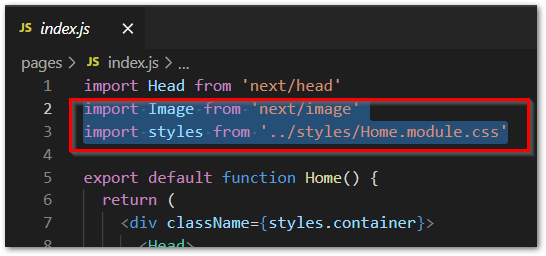 JS index.js ×
pages > JS index.js > ...
1 import Head from 'next/head'
2 import Image from 'next/image'
3 import styles from '../styles/Home.module.css'
4
5 export default function Home() {
6 return (
7 <div className={styles.container}>
8 <Head>